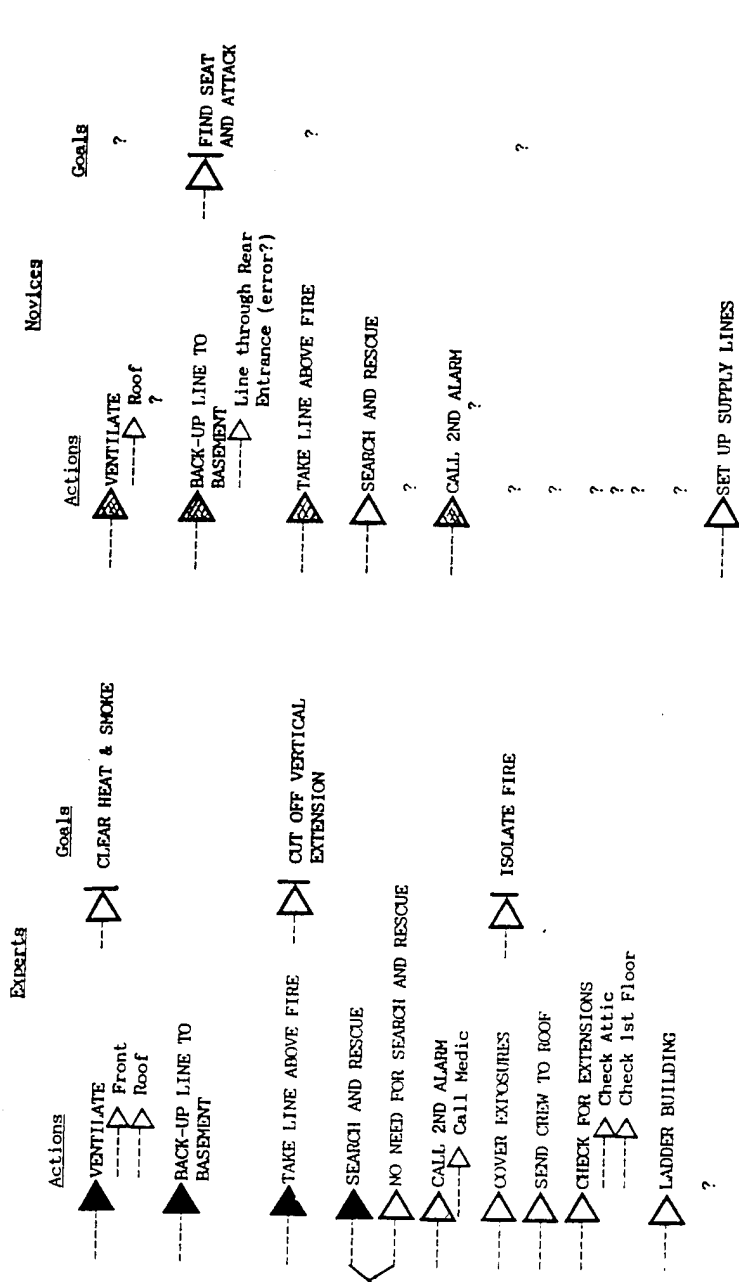 Experts
Actions
Goals
VENTILATE
Front
Roof
CLEAR HEAT & SMOKE
BACK-UP LINE TO
BASEMENT
TAKE LINE ABOVE FIRE
CUT OFF VERTICAL
EXTENSION
SEARCH AND RESCUE
NO NEED FOR SEARCH AND RESCUE
CALL 2ND ALARM
Call Medic
COVER EXPOSURES
ISOLATE FIRE
SEND CREW TO ROOF
CHECK FOR EXTENSIONS
Check Attic
Check 1st Floor
LADDER BUILDING
?
Novices
Actions
Goals
VENTILATE
Roof
?
?
BACK-UP LINE TO
BASEMENT
Line through Rear
Entrance (error?)
FIND SEAT
AND ATTACK
TAKE LINE ABOVE FIRE
?
SEARCH AND RESCUE
?
CALL 2ND ALARM
?
?
?
?
?
?
?
?
SET UP SUPPLY LINES